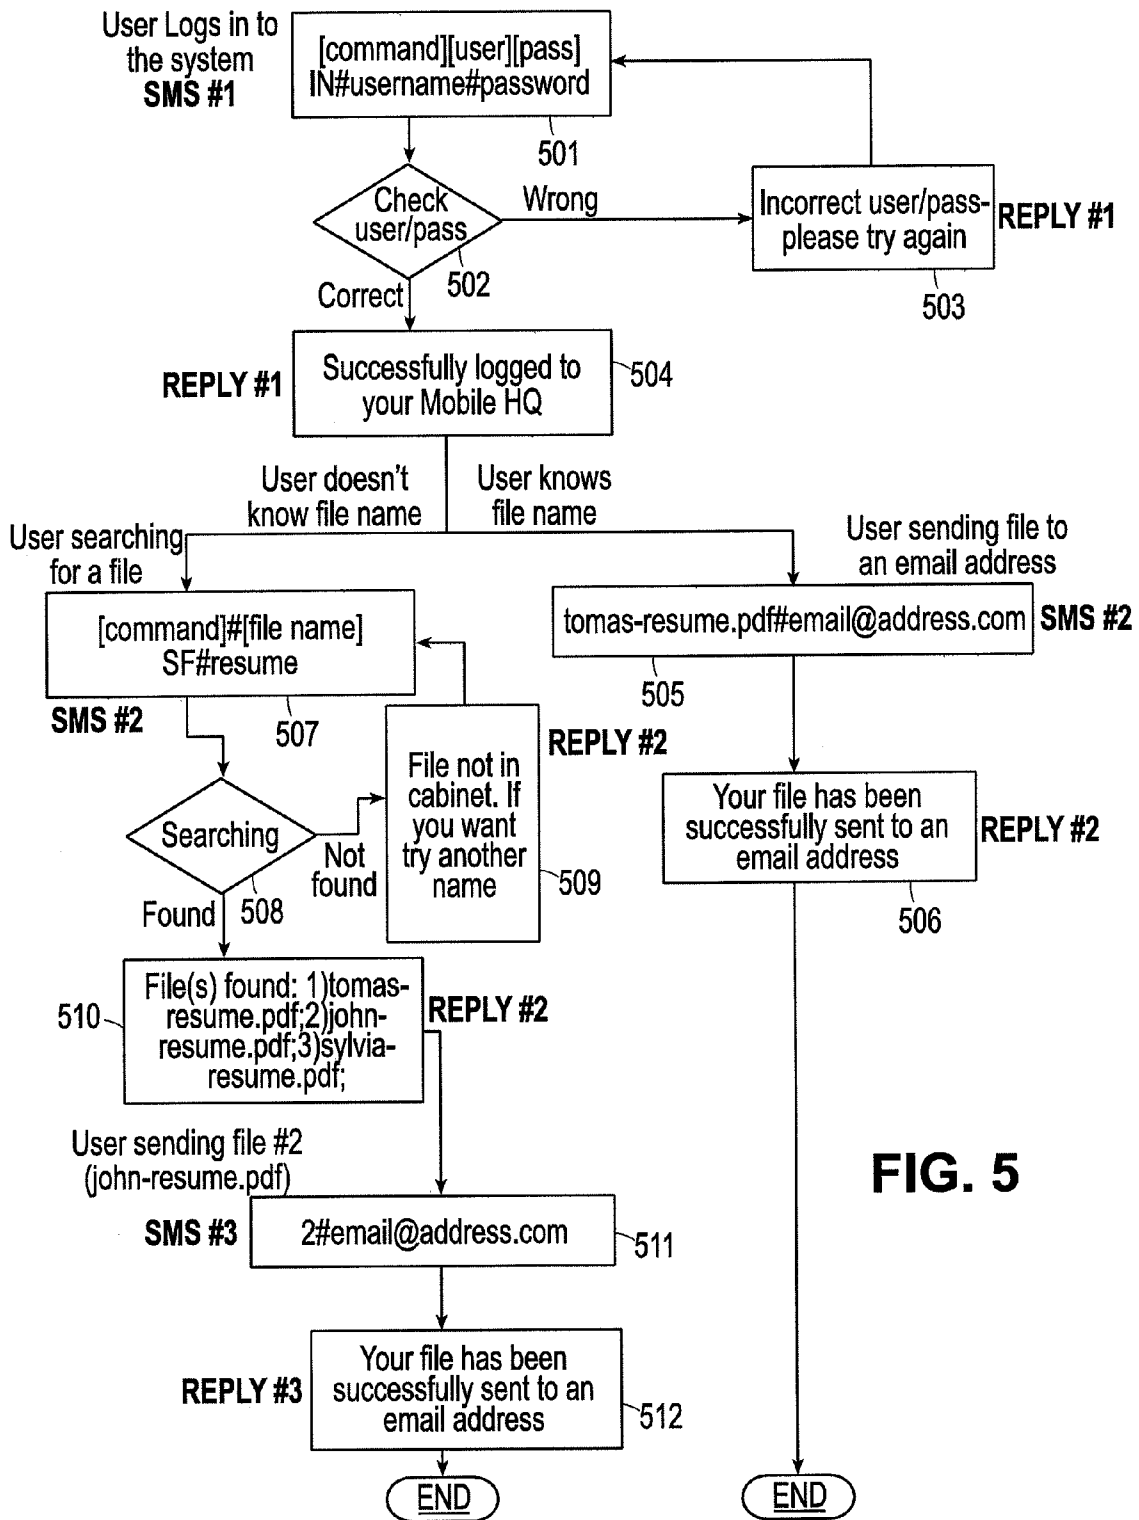 User Logs in to
the system
SMS #1
[command][user][pass]
IN#username#password
501
Check
user/pass
502
Wrong
Incorrect user/pass-
please try again
REPLY #1
503
Correct
REPLY #1
Successfully logged to
your Mobile HQ
504
User doesn't
know file name
User knows
file name
User searching
for a file
[command]#[file name]
SF#resume
SMS #2
507
User sending file to
an email address
tomas-resume.pdf#email@address.com
SMS #2
505
Searching
508
Not
found
File not in
cabinet. If
you want
try another
name
REPLY #2
509
Your file has been
successfully sent to an
email address
REPLY #2
506
Found
510
File(s) found: 1)tomas-
resume.pdf;2)john-
resume.pdf;3)sylvia-
resume.pdf;
REPLY #2
User sending file #2
(john-resume.pdf)
SMS #3
2#email@address.com
511
REPLY #3
Your file has been
successfully sent to an
email address
512
END
END
FIG. 5